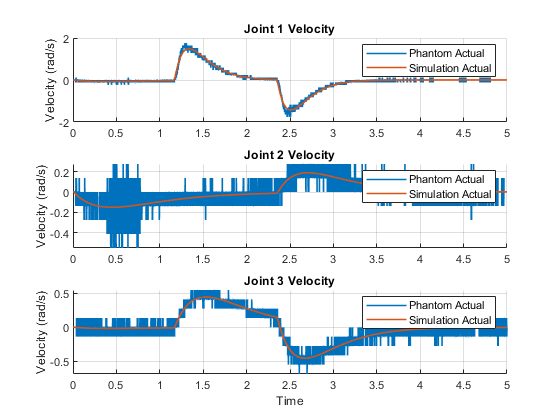 Joint 1 Velocity
Velocity (rad/s)
2
0
-2
Phantom Actual
Simulation Actual
0 0.5 1 1.5 2 2.5 3 3.5 4 4.5 5
Joint 2 Velocity
Velocity (rad/s)
0.2
0
-0.2
-0.4
Phantom Actual
Simulation Actual
0 0.5 1 1.5 2 2.5 3 3.5 4 4.5 5
Joint 3 Velocity
Velocity (rad/s)
0.5
0
-0.5
Phantom Actual
Simulation Actual
0 0.5 1 1.5 2 2.5 3 3.5 4 4.5 5
Time